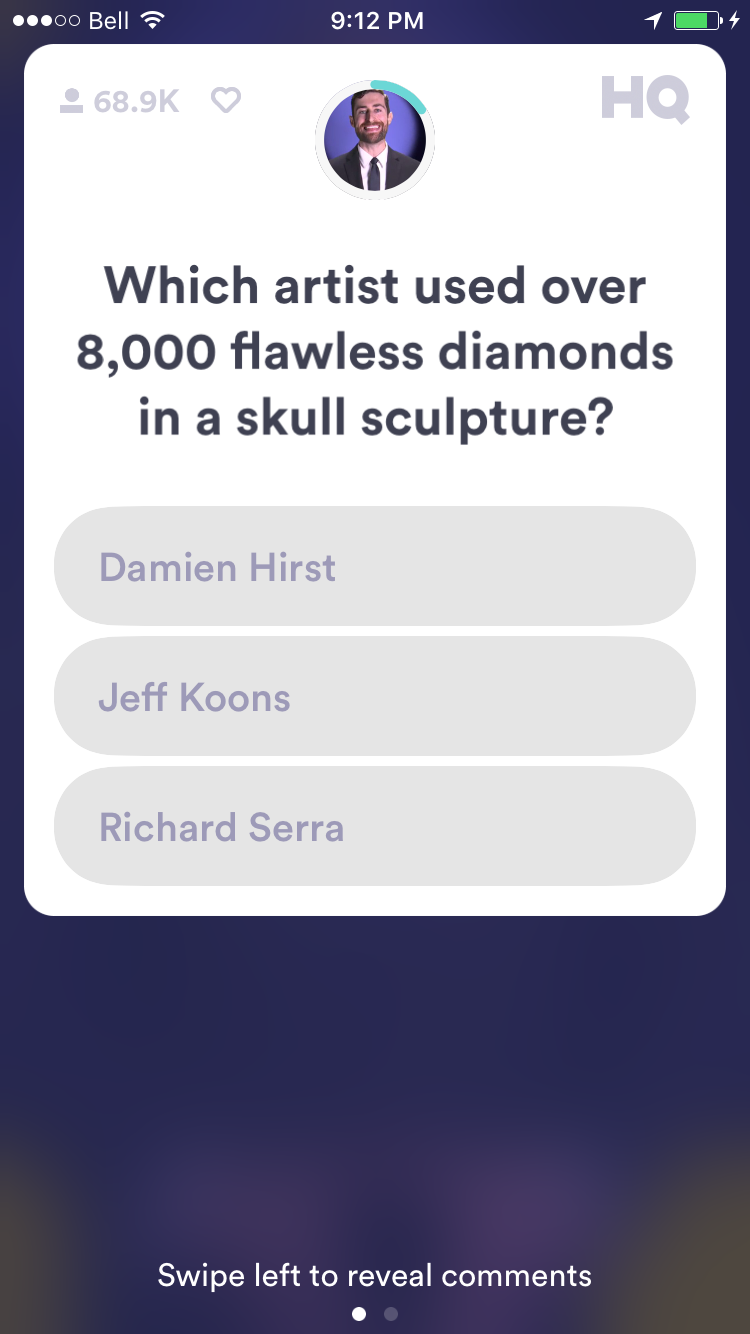 Bell 9:12 PM
68.9K HQ
Which artist used over
8,000 flawless diamonds
in a skull sculpture?
Damien Hirst
Jeff Koons
Richard Serra
Swipe left to reveal comments